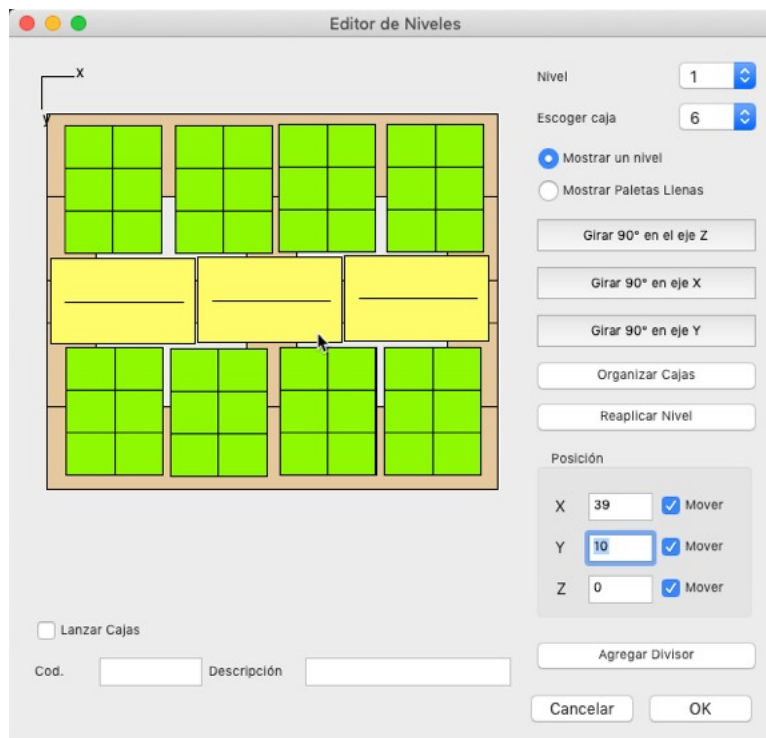 Editor de Niveles
x
y
Nivel 1
Escoger caja 6
Mostrar un nivel
Mostrar Paletas Llenas
Girar 90° en el eje Z
Girar 90° en eje X
Girar 90° en eje Y
Organizar Cajas
Reaplicar Nivel
Posición
X 39 Mover
Y 10 Mover
Z 0 Mover
Lanzar Cajas
Cod. Descripción
Agregar Divisor
Cancelar OK